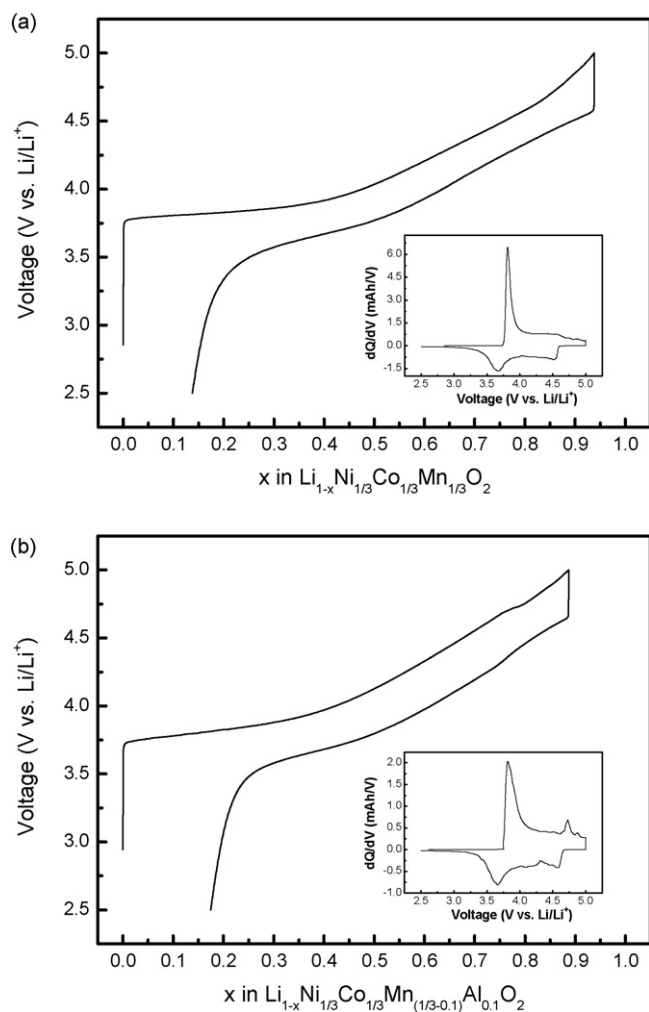 (a)
5.0
4.5
4.0
3.5
3.0
2.5
Voltage (V vs. Li/Li⁺)
0.0 0.1 0.2 0.3 0.4 0.5 0.6 0.7 0.8 0.9 1.0
x in Li₁₋ₓNi₁/₃Co₁/₃Mn₁/₃O₂
6.0
4.5
3.0
1.5
0.0
-1.5
dQ/dV (mAh/V)
2.5 3.0 3.5 4.0 4.5 5.0
Voltage (V vs. Li/Li⁺)
(b)
5.0
4.5
4.0
3.5
3.0
2.5
Voltage (V vs. Li/Li⁺)
0.0 0.1 0.2 0.3 0.4 0.5 0.6 0.7 0.8 0.9 1.0
x in Li₁₋ₓNi₁/₃Co₁/₃Mn₍₁/₃₋₀.₁₎Al₀.₁O₂
2.0
1.5
1.0
0.5
0.0
-0.5
-1.0
dQ/dV (mAh/V)
2.5 3.0 3.5 4.0 4.5 5.0
Voltage (V vs. Li/Li⁺)